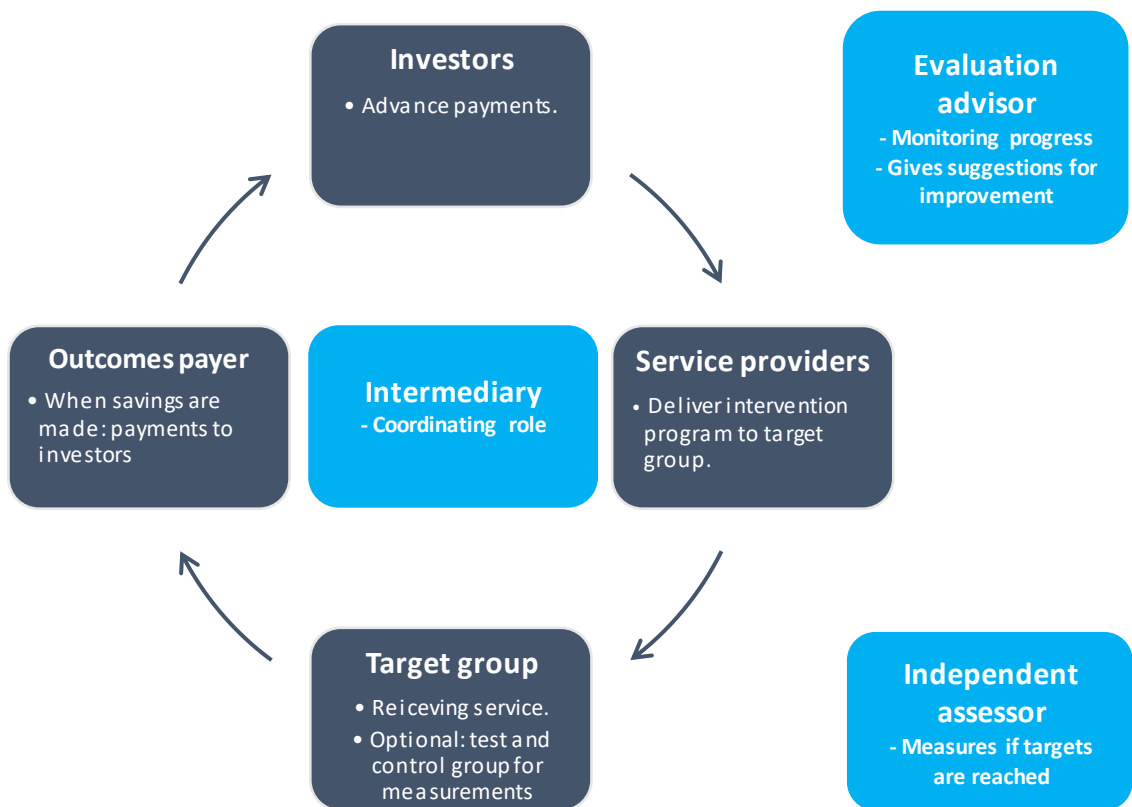 Investors
• Advance payments.
Evaluation
advisor
- Monitoring progress
- Gives suggestions for
improvement
Outcomes payer
• When savings are
made: payments to
investors
Intermediary
- Coordinating role
Service providers
• Deliver intervention
program to target
group.
Target group
• Reiceving service.
• Optional: test and
control group for
measurements
Independent
assessor
- Measures if targets
are reached